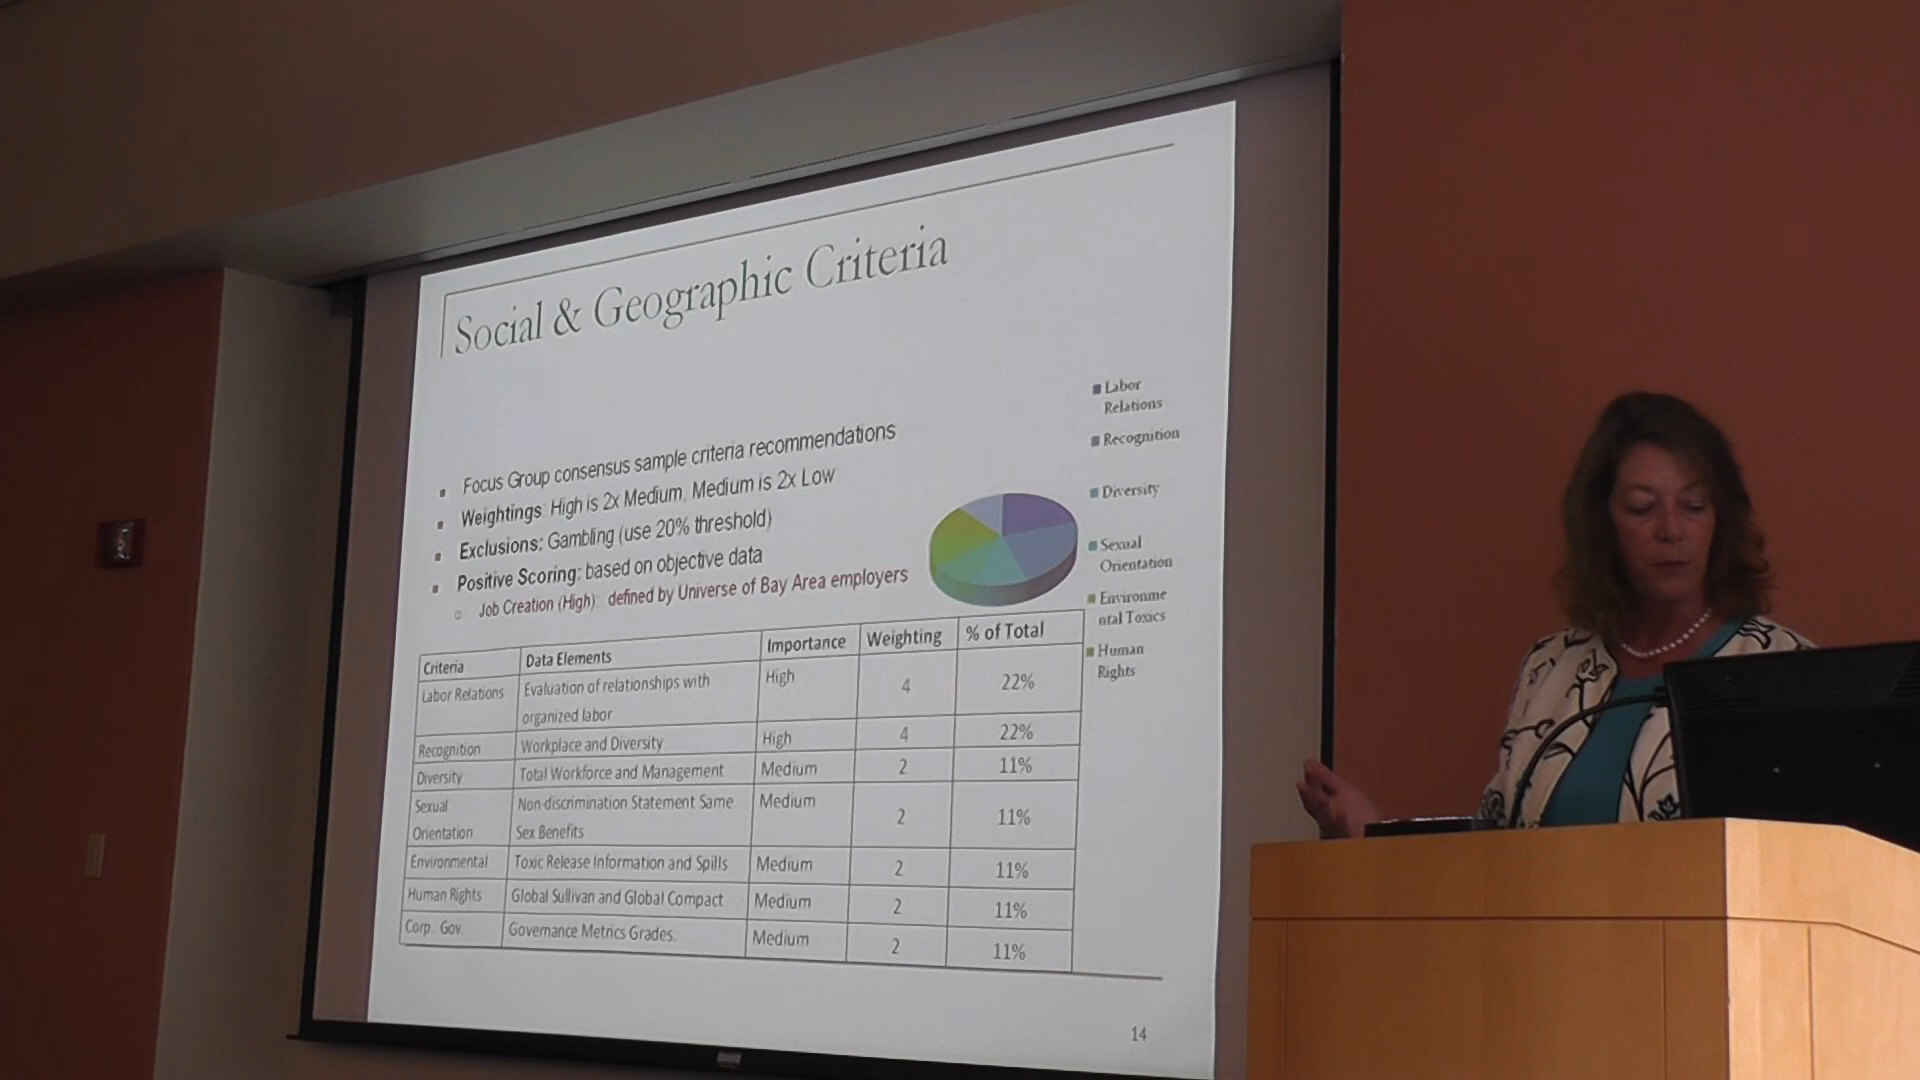 Social & Geographic Criteria
Focus Group consensus sample criteria recommendations
Weightings: High is 2x Medium, Medium is 2x Low
Exclusions: Gambling (use 20% threshold)
Positive Scoring: based on objective data
Job Creation (High): defined by Universe of Bay Area employers
Labor
Relations
Recognition
Diversity
Sexual
Orientation
Environme
ntal Toxics
Human
Rights
Criteria Data Elements Importance Weighting % of Total
Labor Relations Evaluation of relationships with High 4 22%
organized labor
Recognition Workplace and Diversity High 4 22%
Diversity Total Workforce and Management Medium 2 11%
Sexual Non-discrimination Statement Same Medium 2 11%
Orientation Sex Benefits
Environmental Toxic Release Information and Spills Medium 2 11%
Human Rights Global Sullivan and Global Compact Medium 2 11%
Corp. Gov. Governance Metrics Grades. Medium 2 11%
14